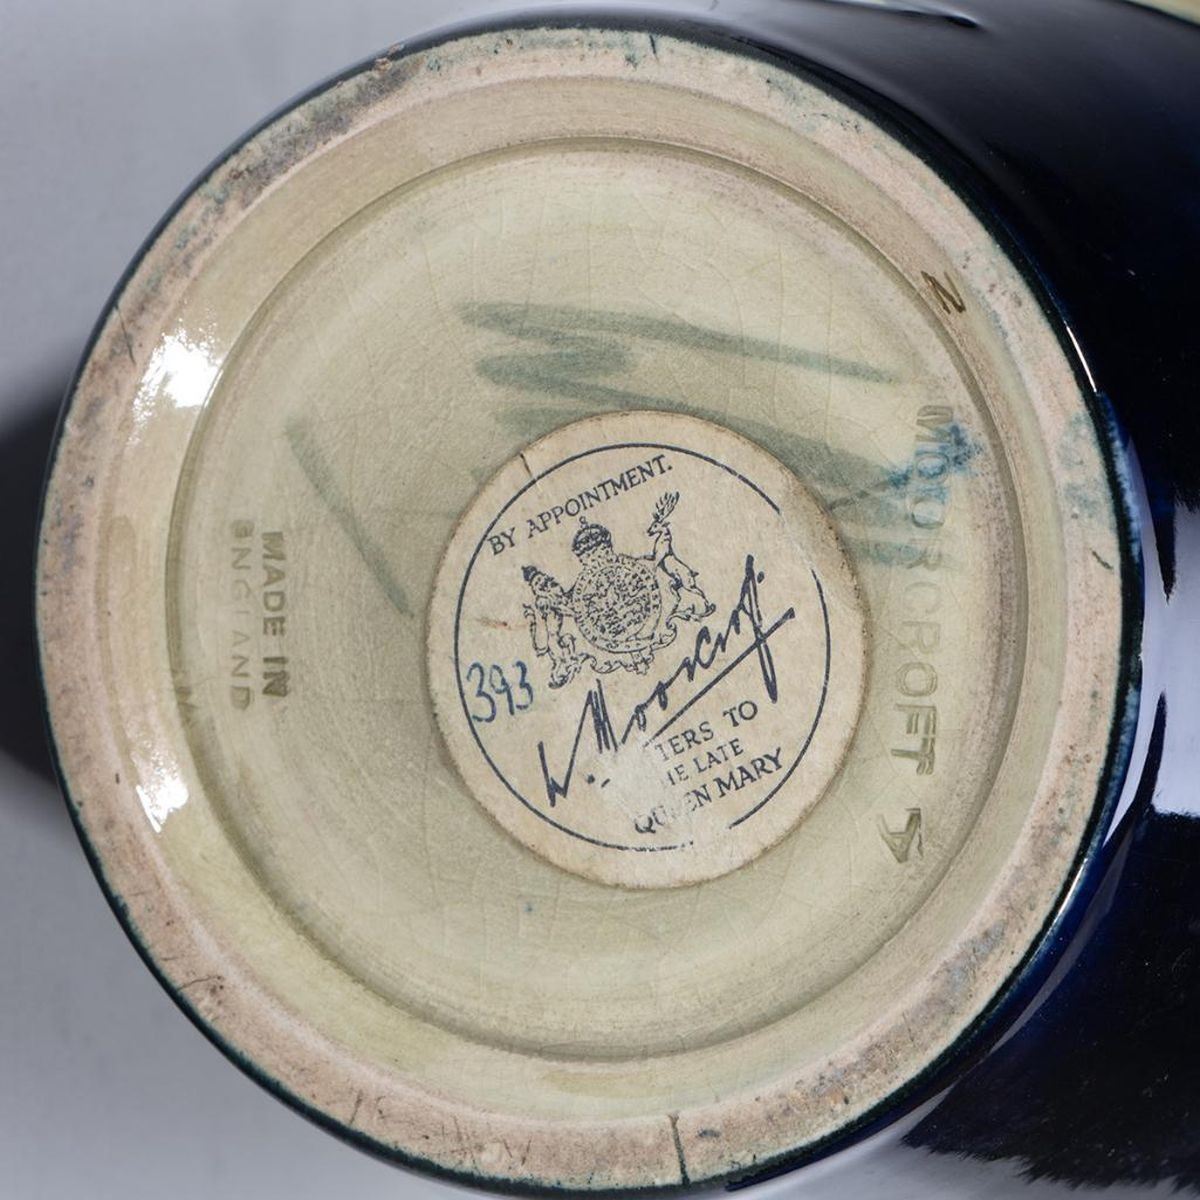 BY APPOINTMENT.
393
W. Moorcroft.
TERS TO
HE LATE
QUEEN MARY
MOORCROFT
MADE IN
ENGLAND